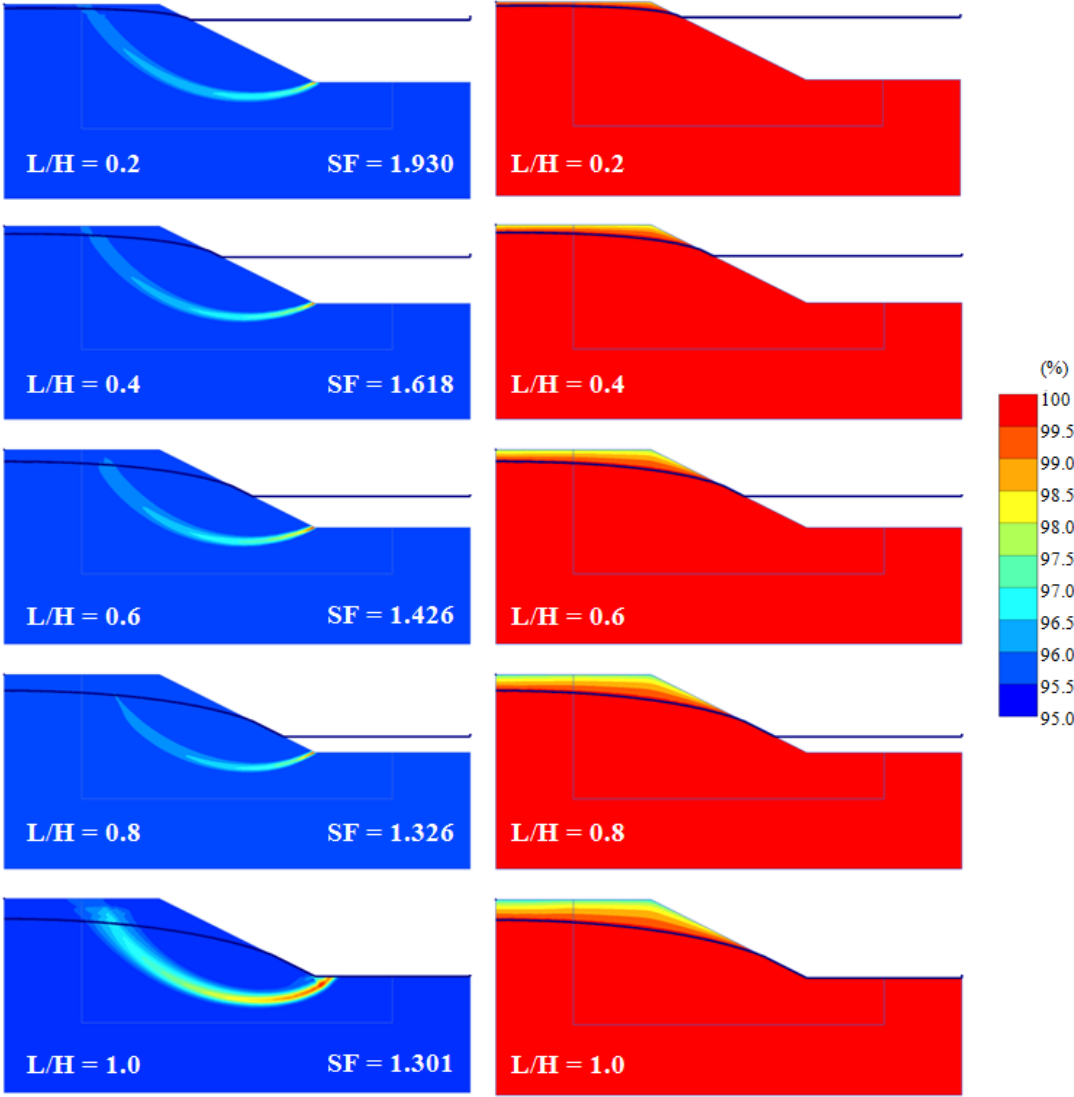 L/H = 0.2 SF = 1.930 L/H = 0.2
L/H = 0.4 SF = 1.618 L/H = 0.4
(%)
100
99.5
99.0
98.5
98.0
97.5
97.0
96.5
96.0
95.5
95.0
L/H = 0.6 SF = 1.426 L/H = 0.6
L/H = 0.8 SF = 1.326 L/H = 0.8
L/H = 1.0 SF = 1.301 L/H = 1.0